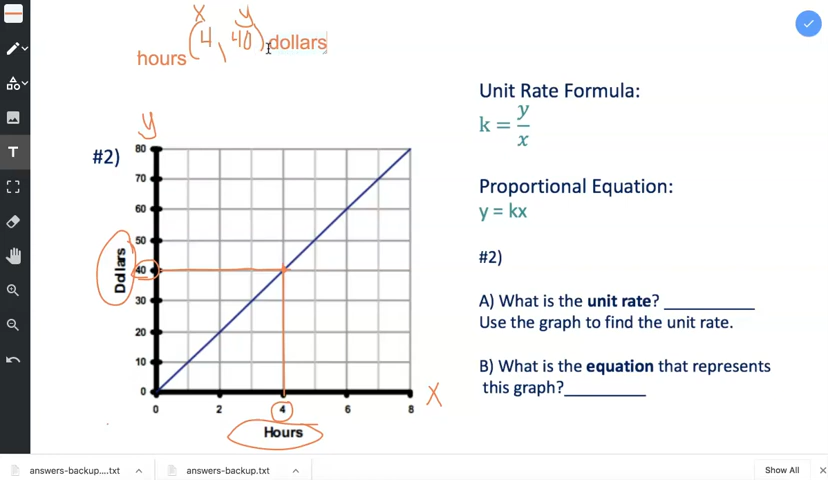 x y
hours (4, 40) dollars
Unit Rate Formula:
k = y/x
y
#2)
80
70
60
50
40
30
20
10
0
Dollars
0 2 4 6 8
X
Hours
Proportional Equation:
y = kx
#2)
A) What is the unit rate? __________
Use the graph to find the unit rate.
B) What is the equation that represents
this graph?_________
T
answers-backup....txt
answers-backup.txt
Show All